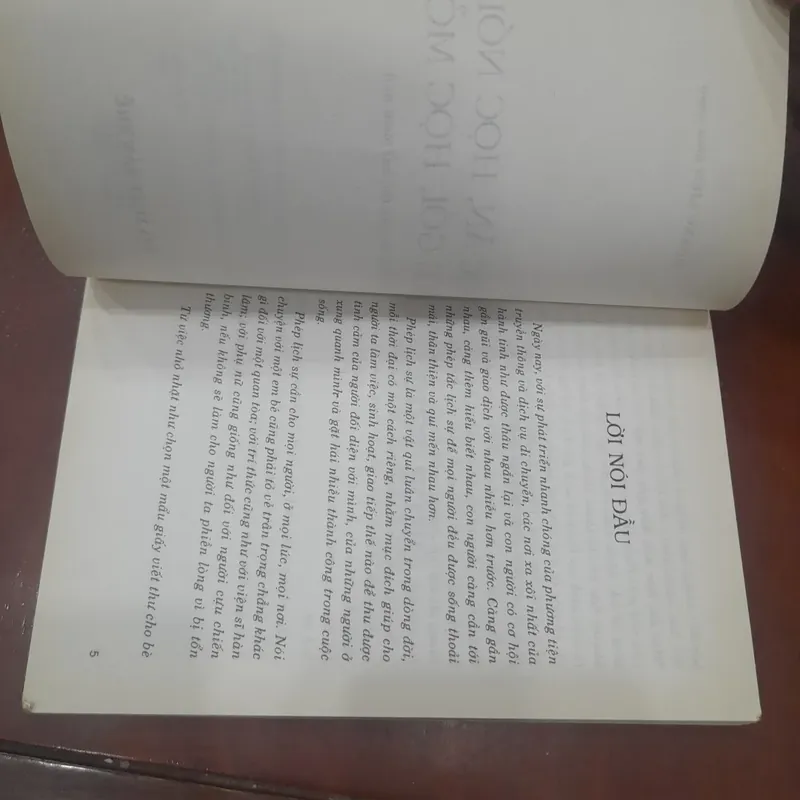 LỜI NÓI ĐẦU
Ngày nay, với sự phát triển nhanh chóng của phương tiện
truyền thông và dịch vụ di chuyển, các nơi xa xôi nhất của
hành tinh như được thâu ngắn lại và con người có cơ hội
gần gũi và giao dịch với nhau nhiều hơn trước. Càng gần
nhau, càng thêm hiểu biết nhau, con người càng cần tới
những phép tắc lịch sự để mọi người đều được sống thoải
mái, thân thiện và quí mến nhau hơn.
Phép lịch sự là một vật quí luân chuyển trong dòng đời,
mỗi thời đại có một cách riêng, nhằm mục đích giúp cho
người ta làm việc, sinh hoạt, giao tiếp thế nào để thu được
tình cảm của người đối diện với mình, của những người ở
xung quanh mình và gặt hái nhiều thành công trong cuộc
sống.
Phép lịch sự cần cho mọi người, ở mọi lúc, mọi nơi. Nói
chuyện với một em bé cũng phải tỏ vẻ trân trọng chẳng khác
gì đối với một quan tòa; với trí thức cũng như với viện sĩ hàn
lâm; với phụ nữ cũng giống như đối với người cựu chiến
binh, nếu không sẽ làm cho người ta phiền lòng vì bị tổn
thương.
Từ việc nhỏ nhặt như chọn một mẩu giấy viết thư cho bè
5